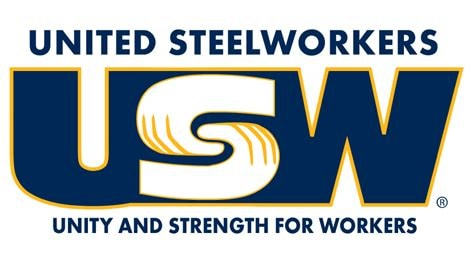 UNITED STEELWORKERS
USW®
UNITY AND STRENGTH FOR WORKERS